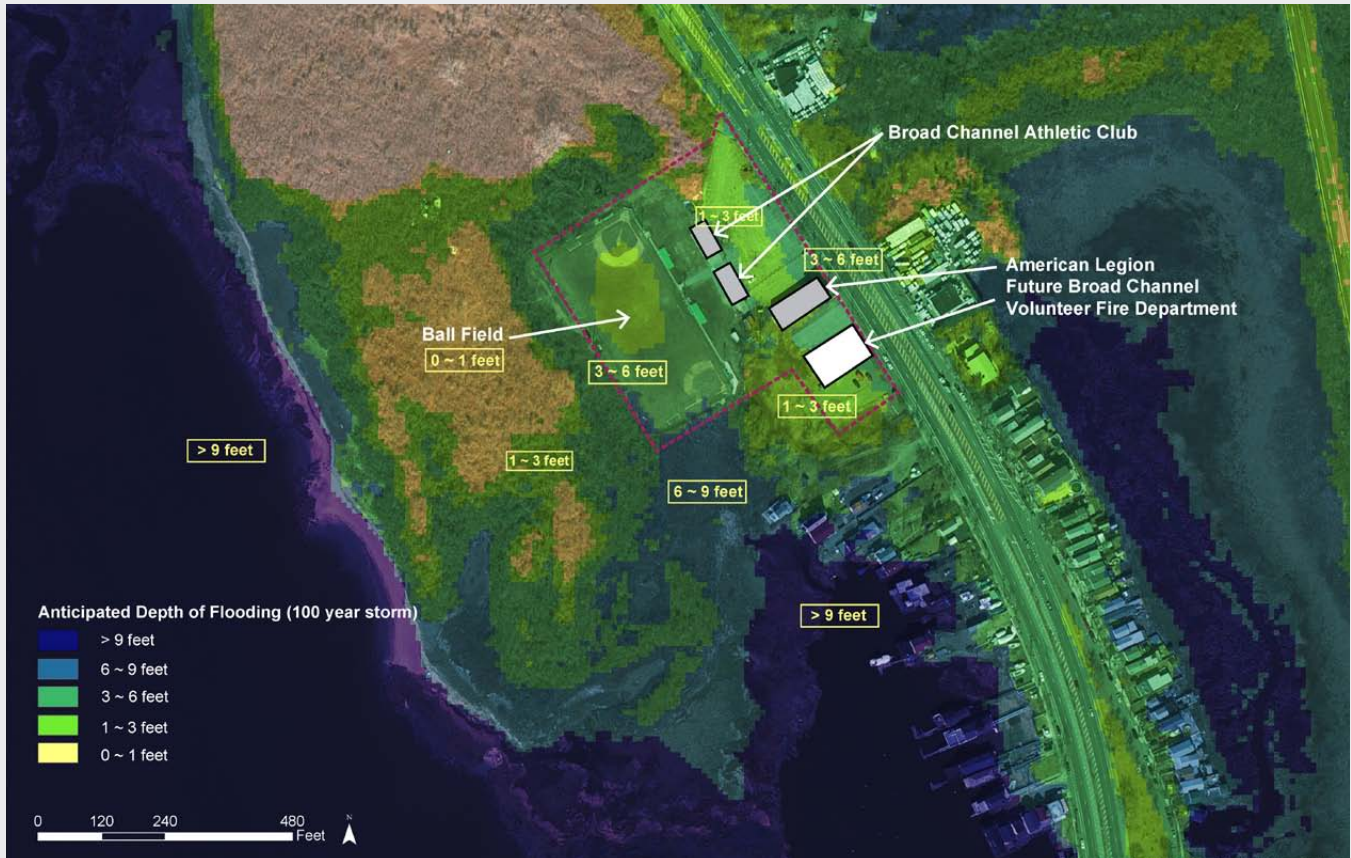 Broad Channel Athletic Club
1 ~ 3 feet
3 ~ 6 feet
American Legion
Future Broad Channel
Volunteer Fire Department
Ball Field
0 ~ 1 feet
3 ~ 6 feet
1 ~ 3 feet
> 9 feet
1 ~ 3 feet
6 ~ 9 feet
> 9 feet
Anticipated Depth of Flooding (100 year storm)
> 9 feet
6 ~ 9 feet
3 ~ 6 feet
1 ~ 3 feet
0 ~ 1 feet
0 120 240 480
Feet
N